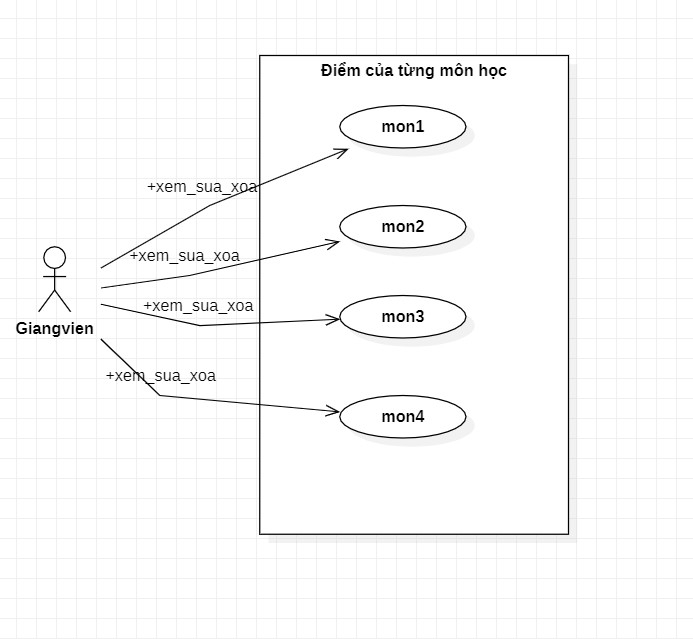 Điểm của từng môn học
mon1
+xem_sua_xoa
mon2
+xem_sua_xoa
+xem_sua_xoa
mon3
Giangvien
+xem_sua_xoa
mon4